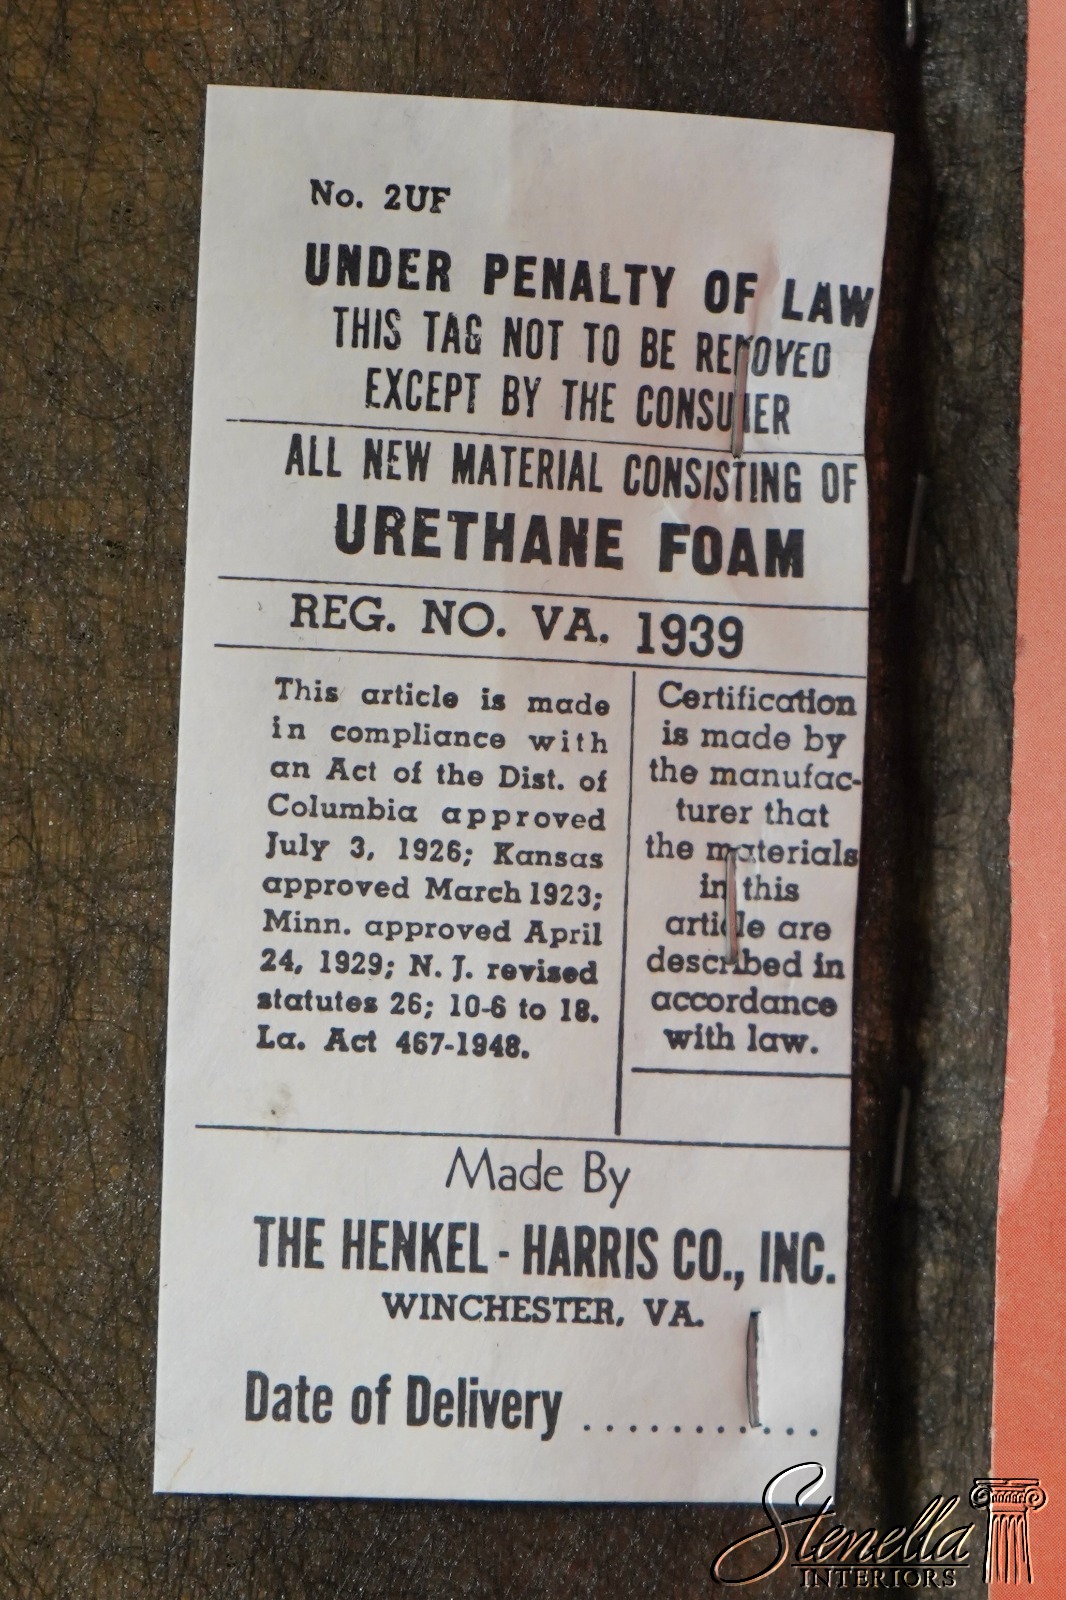 No. 2UF
UNDER PENALTY OF LAW
THIS TAG NOT TO BE REMOVED
EXCEPT BY THE CONSUMER
ALL NEW MATERIAL CONSISTING OF
URETHANE FOAM
REG. NO. VA. 1939
This article is made
in compliance with
an Act of the Dist. of
Columbia approved
July 3, 1926; Kansas
approved March 1923;
Minn. approved April
24, 1929; N. J. revised
statutes 26; 10-6 to 18.
La. Act 467-1948.
Certification
is made by
the manufac-
turer that
the materials
in this
article are
described in
accordance
with law.
Made By
THE HENKEL - HARRIS CO., INC.
WINCHESTER, VA.
Date of Delivery ..............
Stenella
INTERIORS